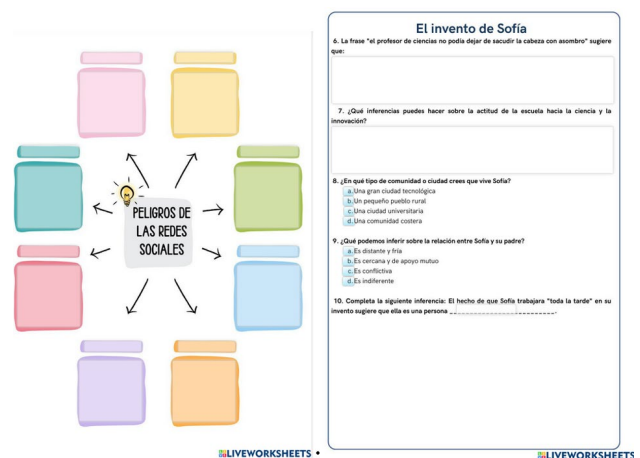 PELIGROS DE
LAS REDES
SOCIALES
LIVEWORKSHEETS
El invento de Sofía
6. La frase "el profesor de ciencias no podía dejar de sacudir la cabeza con asombro" sugiere
que:
7. ¿Qué inferencias puedes hacer sobre la actitud de la escuela hacia la ciencia y la
innovación?
8. ¿En qué tipo de comunidad o ciudad crees que vive Sofía?
a. Una gran ciudad tecnológica
b. Un pequeño pueblo rural
c. Una ciudad universitaria
d. Una comunidad costera
9. ¿Qué podemos inferir sobre la relación entre Sofía y su padre?
a. Es distante y fría
b. Es cercana y de apoyo mutuo
c. Es conflictiva
d. Es indiferente
10. Completa la siguiente inferencia: El hecho de que Sofía trabajara "toda la tarde" en su
invento sugiere que ella es una persona ____________________.
LIVEWORKSHEETS